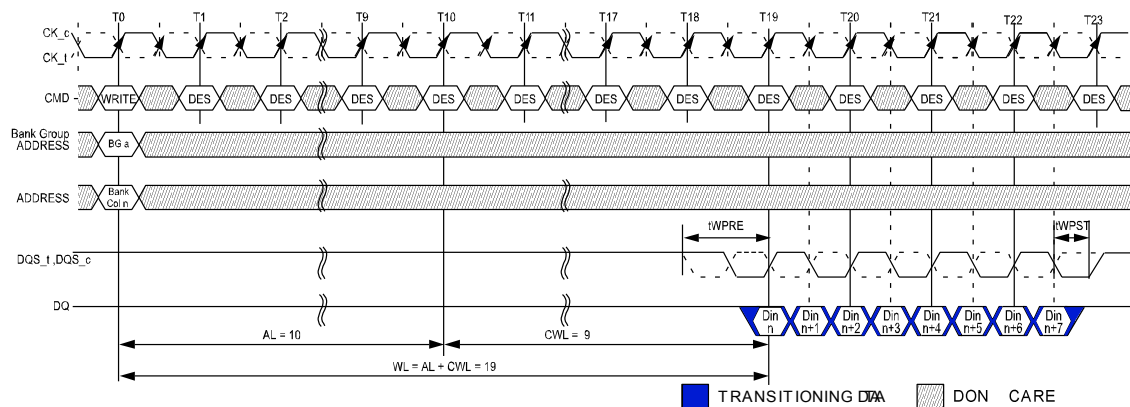 T0 T1 T2 T9 T10 T11 T17 T18 T19 T20 T21 T22 T23
CK_c
CK_t
CMD
WRITE DES DES DES DES DES DES DES DES DES DES DES DES
Bank Group
ADDRESS
BG a
ADDRESS
Bank
Col n
tWPRE
tWPST
DQS_t ,DQS_c
DQ
Din
n
Din
n+1
Din
n+2
Din
n+3
Din
n+4
Din
n+5
Din
n+6
Din
n+7
AL = 10
CWL = 9
WL = AL + CWL = 19
TRANSITIONING DATA
DON CARE